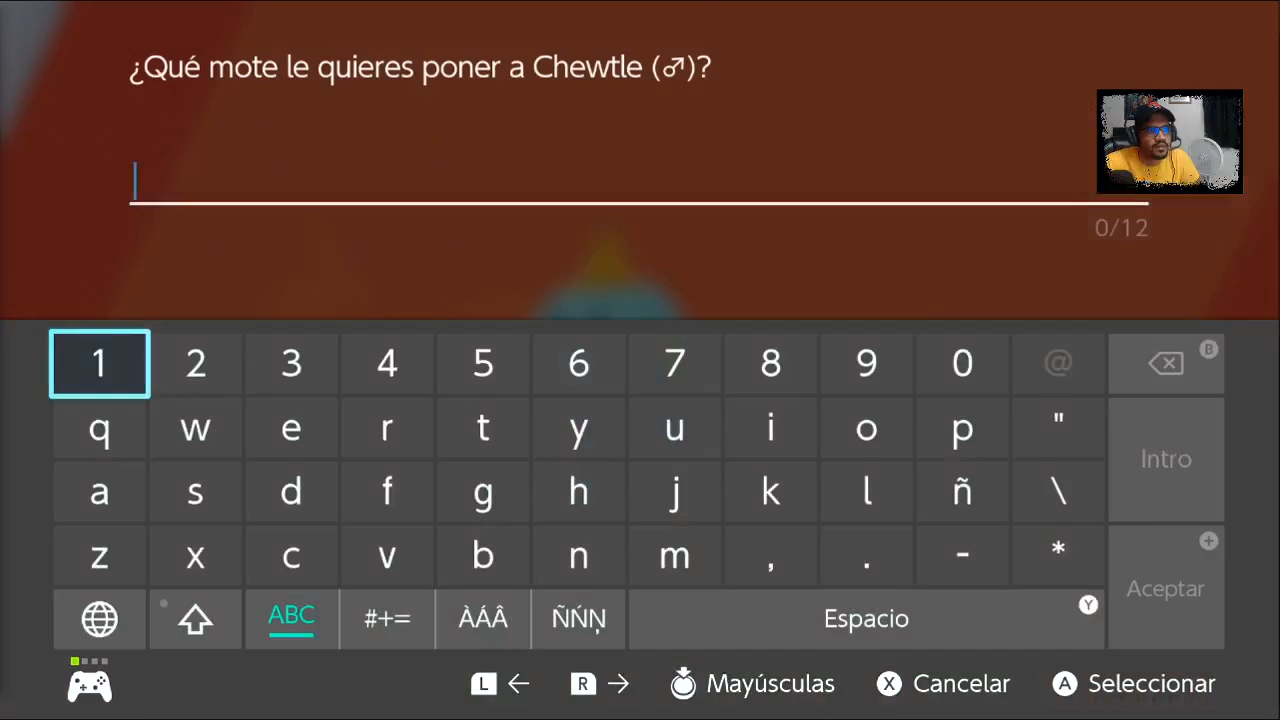 ¿Qué mote le quieres poner a Chewtle (♂)?
0/12
1 2 3 4 5 6 7 8 9 0 @ B
q w e r t y u i o p " Intro
a s d f g h j k l ñ \
z x c v b n m , . - * + Aceptar
ABC #+= ÀÁÂ ÑŃŅ Espacio Y
L ← R → Mayúsculas X Cancelar A Seleccionar